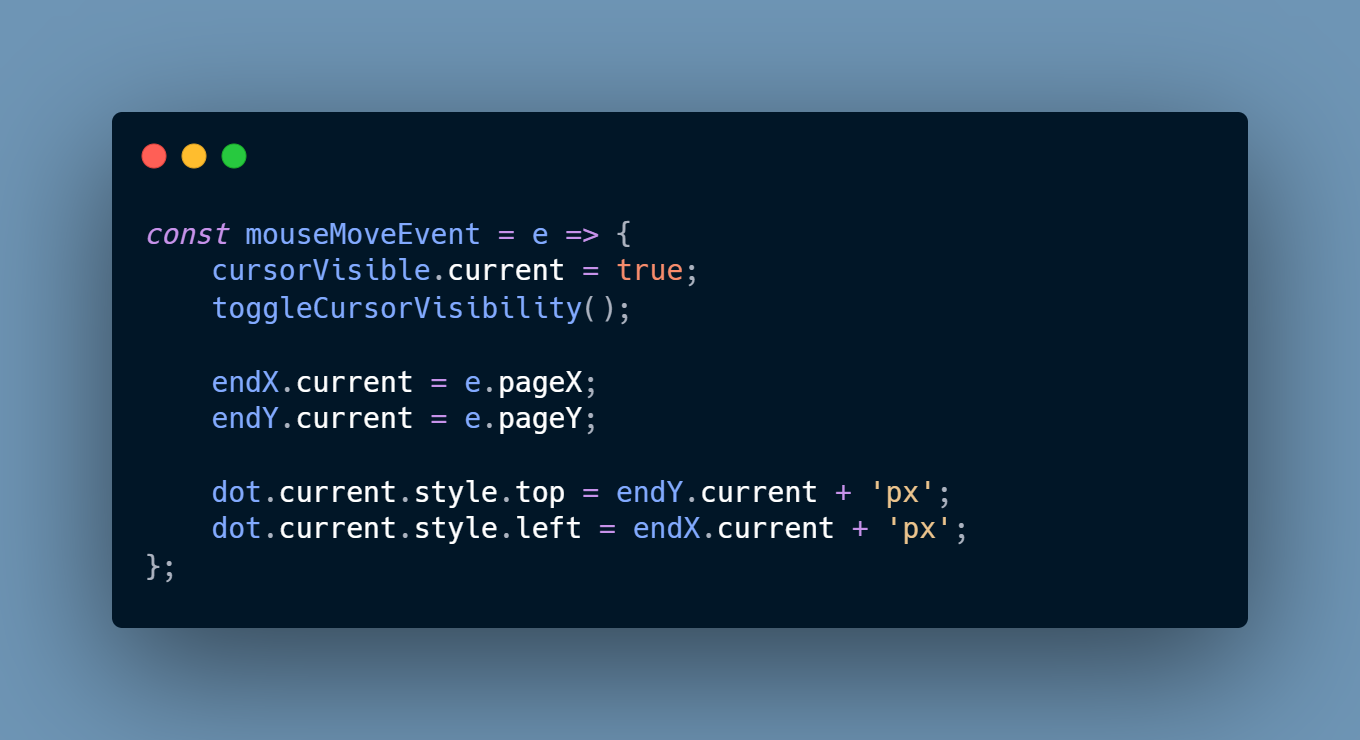 const mouseMoveEvent = e => {
    cursorVisible.current = true;
    toggleCursorVisibility();

    endX.current = e.pageX;
    endY.current = e.pageY;

    dot.current.style.top = endY.current + 'px';
    dot.current.style.left = endX.current + 'px';
};